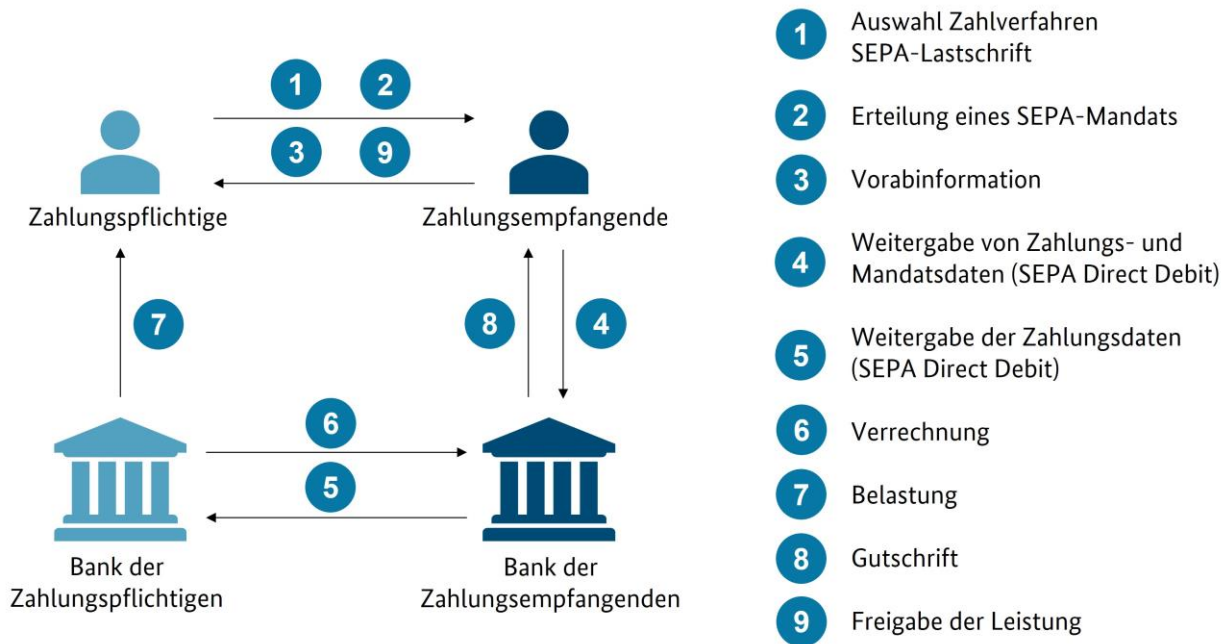 1 2
3 9
Zahlungspflichtige
Zahlungsempfangende
7
8 4
6
5
Bank der
Zahlungspflichtigen
Bank der
Zahlungsempfangenden
1 Auswahl Zahlverfahren
SEPA-Lastschrift
2 Erteilung eines SEPA-Mandats
3 Vorabinformation
4 Weitergabe von Zahlungs- und
Mandatsdaten (SEPA Direct Debit)
5 Weitergabe der Zahlungsdaten
(SEPA Direct Debit)
6 Verrechnung
7 Belastung
8 Gutschrift
9 Freigabe der Leistung